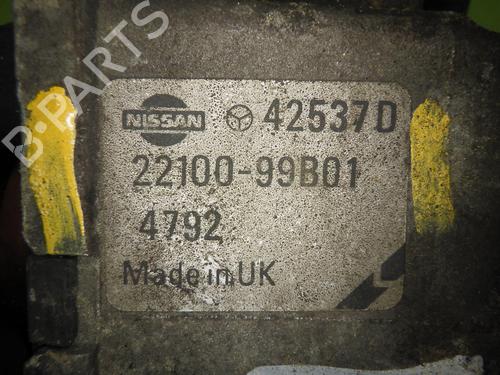 B-PARTS
NISSAN 42537D
22100-99B01
4792
Made in UK